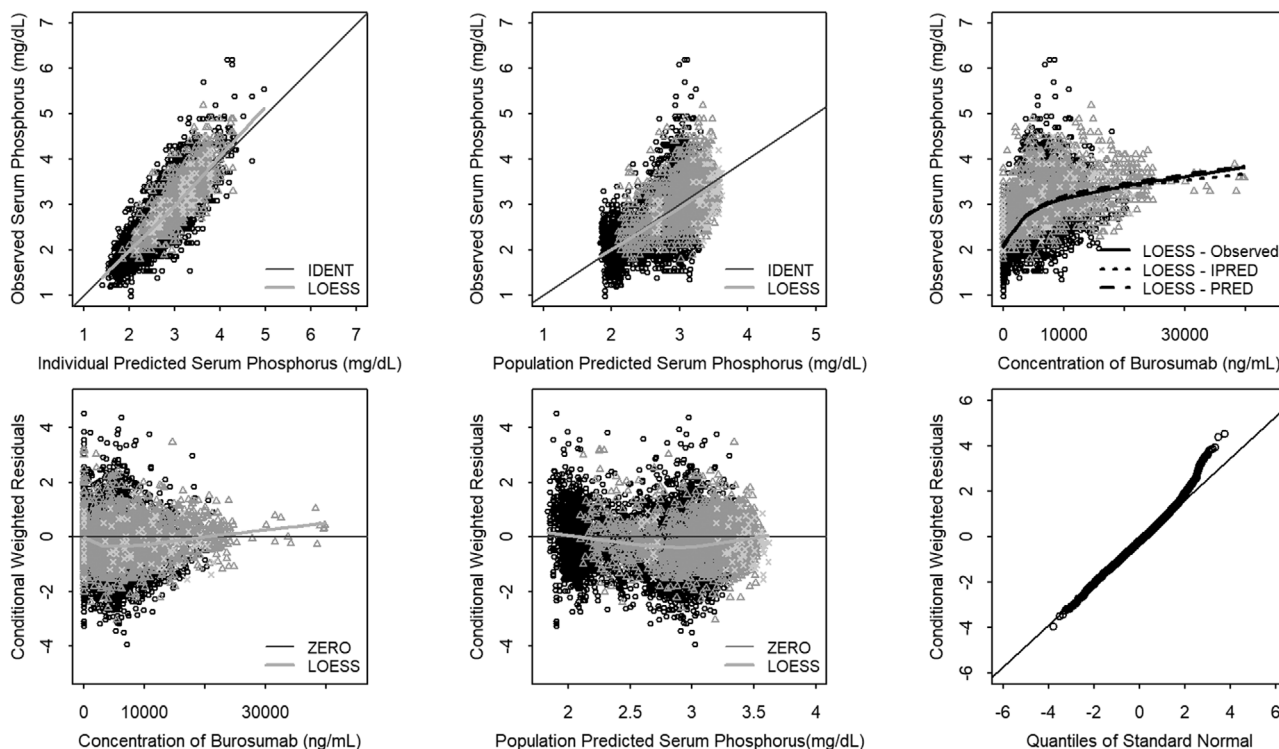 Observed Serum Phosphorus (mg/dL)
7
6
5
4
3
2
1
IDENT
LOESS
1 2 3 4 5 6 7
Individual Predicted Serum Phosphorus (mg/dL)
Observed Serum Phosphorus (mg/dL)
7
6
5
4
3
2
1
IDENT
LOESS
1 2 3 4 5
Population Predicted Serum Phosphorus (mg/dL)
Observed Serum Phosphorus (mg/dL)
7
6
5
4
3
2
1
LOESS - Observed
LOESS - IPRED
LOESS - PRED
0 10000 30000
Concentration of Burosumab (ng/mL)
Conditional Weighted Residuals
4
2
0
-2
-4
ZERO
LOESS
0 10000 30000
Concentration of Burosumab (ng/mL)
Conditional Weighted Residuals
4
2
0
-2
-4
ZERO
LOESS
2 2.5 3 3.5 4
Population Predicted Serum Phosphorus(mg/dL)
Conditional Weighted Residuals
6
4
2
0
-2
-4
-6
-6 -4 -2 0 2 4 6
Quantiles of Standard Normal